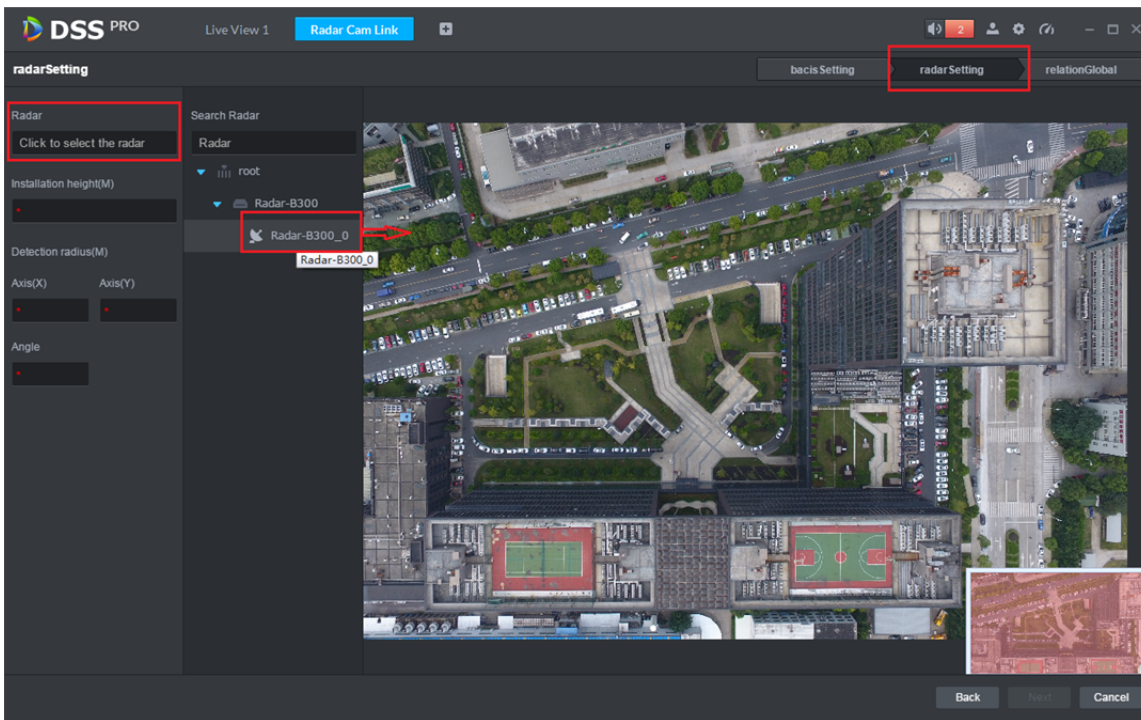 DSS PRO
Live View 1
Radar Cam Link
2
radarSetting
bacisSetting
radarSetting
relationGlobal
Radar
Click to select the radar
Installation height(M)
*
Detection radius(M)
Axis(X) Axis(Y)
* *
Angle
*
Search Radar
Radar
root
Radar-B300
Radar-B300_0
Radar-B300_0
Back
Next
Cancel